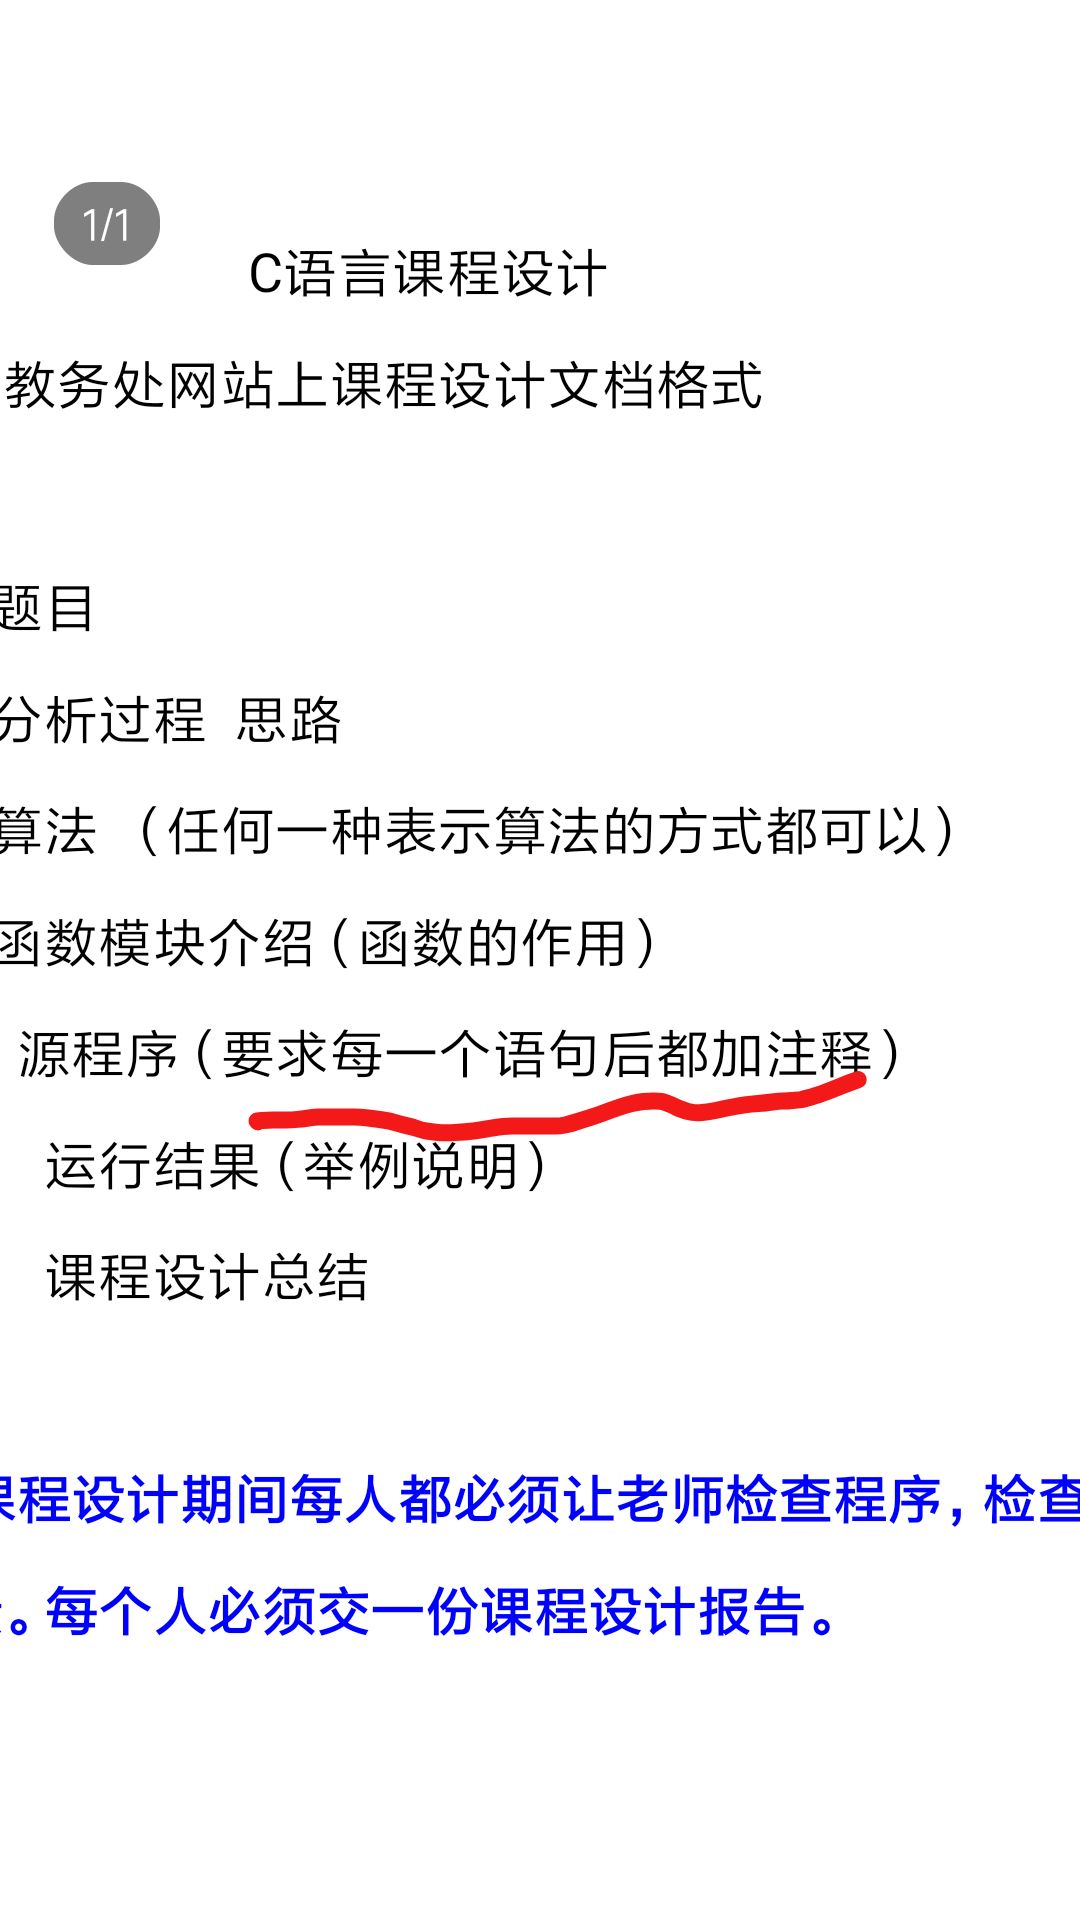 1/1
C语言课程设计
教务处网站上课程设计文档格式
题目
分析过程 思路
算法 （任何一种表示算法的方式都可以）
函数模块介绍（函数的作用）
源程序（要求每一个语句后都加注释）
运行结果（举例说明）
课程设计总结
课程设计期间每人都必须让老师检查程序，检查
。每个人必须交一份课程设计报告。